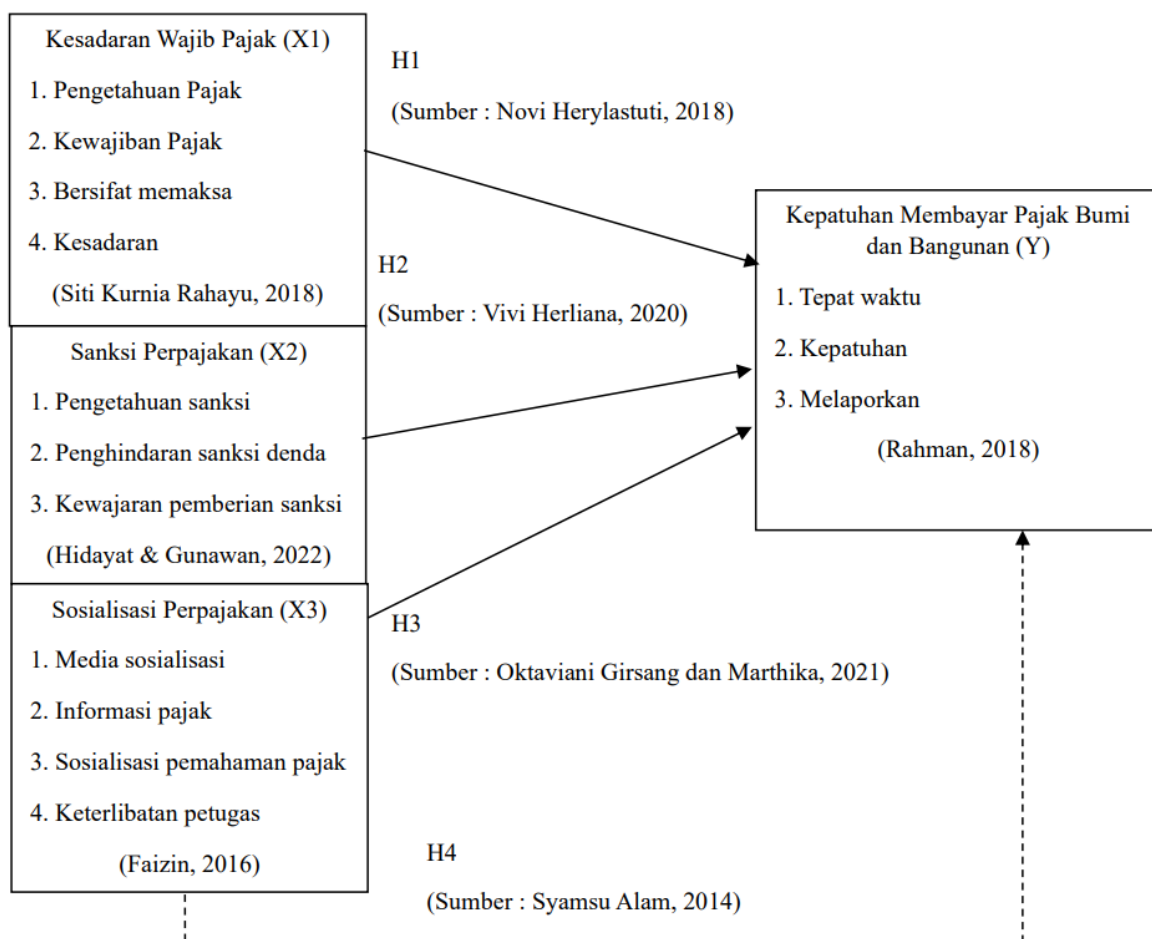 Kesadaran Wajib Pajak (X1)
1. Pengetahuan Pajak
2. Kewajiban Pajak
3. Bersifat memaksa
4. Kesadaran
(Siti Kurnia Rahayu, 2018)
Sanksi Perpajakan (X2)
1. Pengetahuan sanksi
2. Penghindaran sanksi denda
3. Kewajaran pemberian sanksi
(Hidayat & Gunawan, 2022)
Sosialisasi Perpajakan (X3)
1. Media sosialisasi
2. Informasi pajak
3. Sosialisasi pemahaman pajak
4. Keterlibatan petugas
(Faizin, 2016)
H1
(Sumber : Novi Herylastuti, 2018)
H2
(Sumber : Vivi Herliana, 2020)
H3
(Sumber : Oktaviani Girsang dan Marthika, 2021)
H4
(Sumber : Syamsu Alam, 2014)
Kepatuhan Membayar Pajak Bumi
dan Bangunan (Y)
1. Tepat waktu
2. Kepatuhan
3. Melaporkan
(Rahman, 2018)